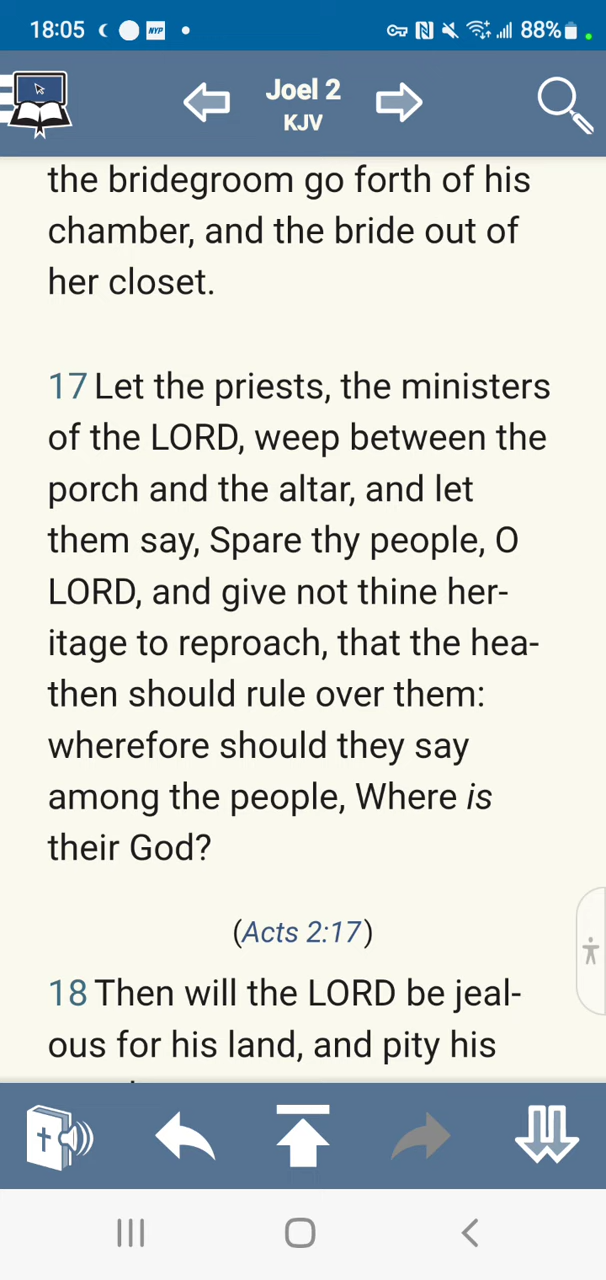 18:05 NYP 88%
Joel 2
KJV
the bridegroom go forth of his
chamber, and the bride out of
her closet.
17 Let the priests, the ministers
of the LORD, weep between the
porch and the altar, and let
them say, Spare thy people, O
LORD, and give not thine her-
itage to reproach, that the hea-
then should rule over them:
wherefore should they say
among the people, Where is
their God?
(Acts 2:17)
18 Then will the LORD be jeal-
ous for his land, and pity his